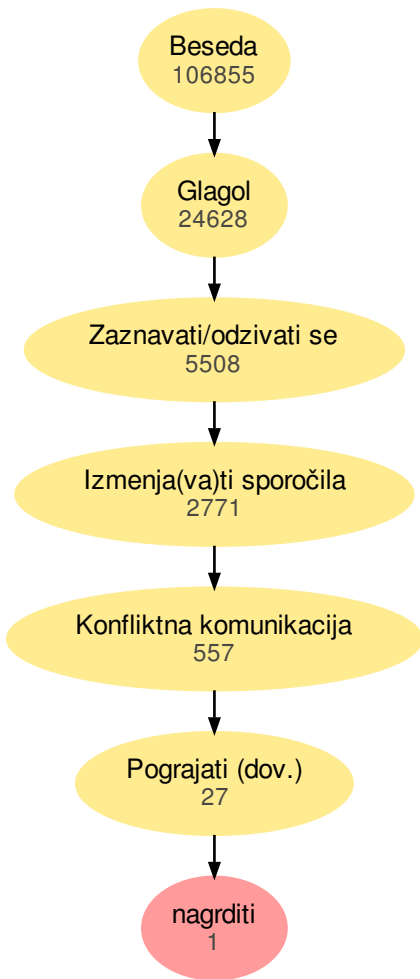 Beseda
106855
Glagol
24628
Zaznavati/odzivati se
5508
Izmenja(va)ti sporočila
2771
Konfliktna komunikacija
557
Pograjati (dov.)
27
nagrditi
1